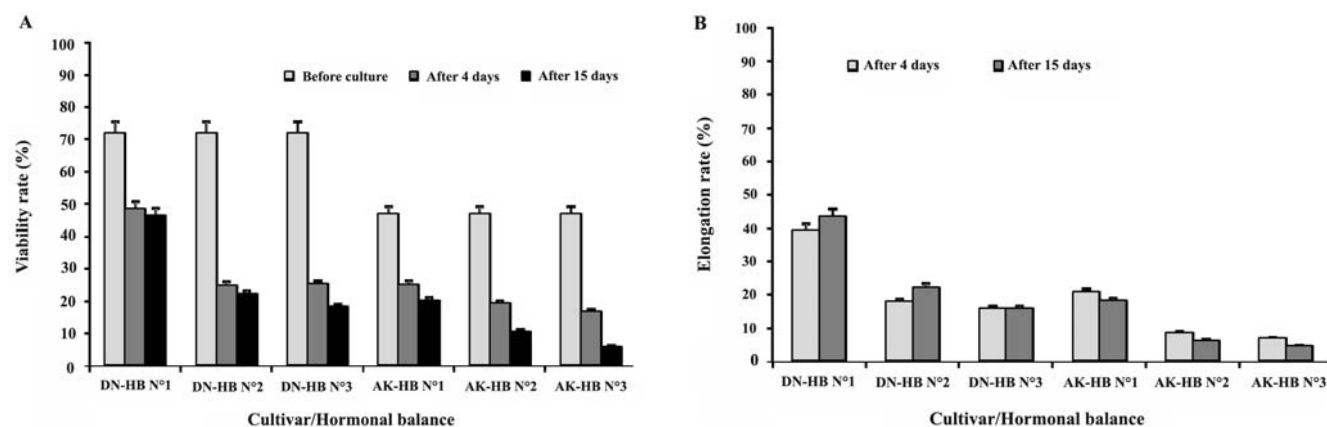 A
100
90
80
70
60
50
40
30
20
10
0
Viability rate (%)
Before culture After 4 days After 15 days
DN-HB N°1 DN-HB N°2 DN-HB N°3 AK-HB N°1 AK-HB N°2 AK-HB N°3
Cultivar/Hormonal balance
B
100
90
80
70
60
50
40
30
20
10
0
Elongation rate (%)
After 4 days After 15 days
DN-HB N°1 DN-HB N°2 DN-HB N°3 AK-HB N°1 AK-HB N°2 AK-HB N°3
Cultivar/Hormonal balance